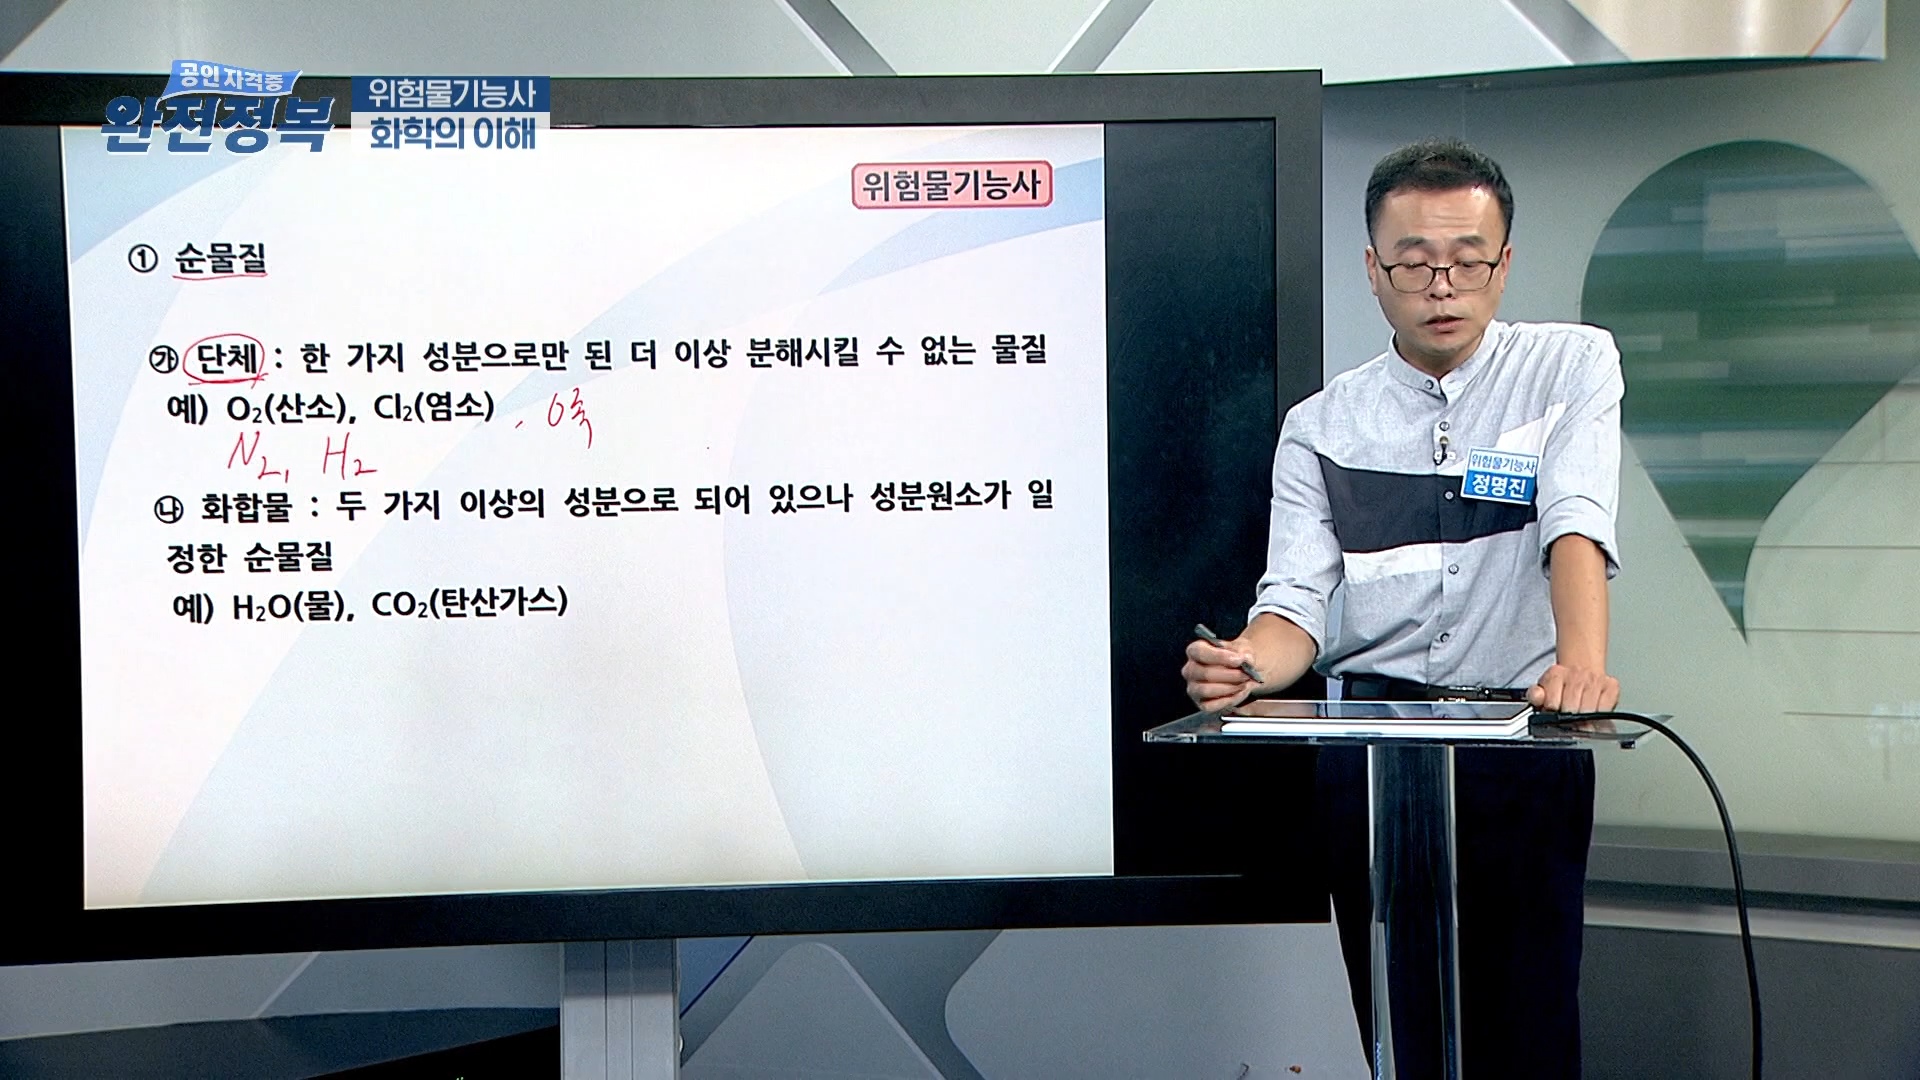 공인 자격증
완전정복
위험물기능사
화학의 이해
위험물기능사
① 순물질
㉮ 단체 : 한 가지 성분으로만 된 더 이상 분해시킬 수 없는 물질
예) O₂(산소), Cl₂(염소)
N₂, H₂
㉯ 화합물 : 두 가지 이상의 성분으로 되어 있으나 성분원소가 일
정한 순물질
예) H₂O(물), CO₂(탄산가스)
위험물기능사
정명진